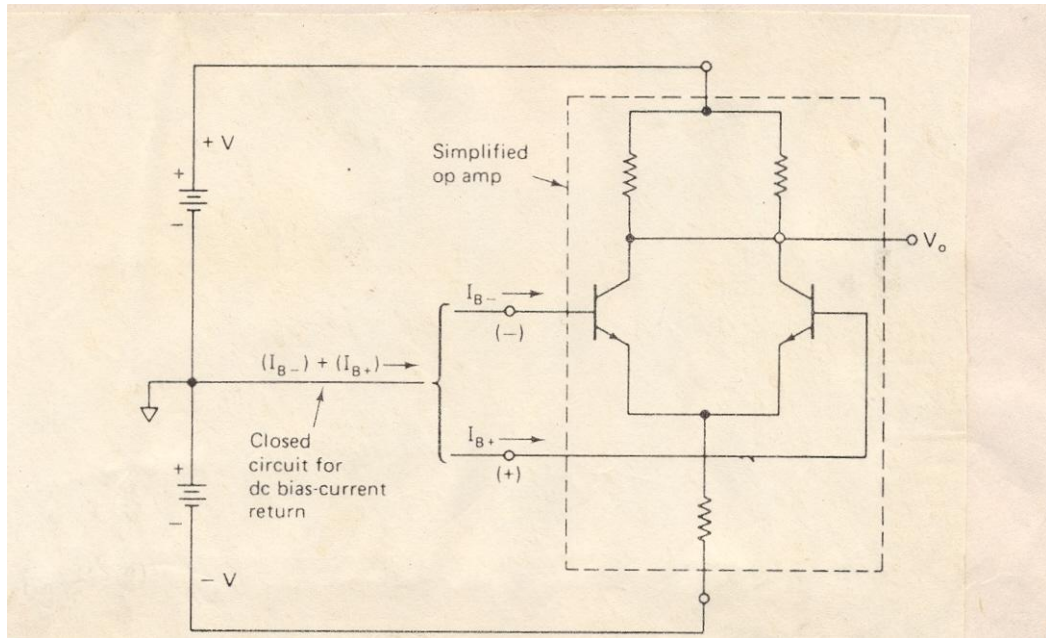 + V
Simplified
op amp
+
−
V₀
I_B−
(−)
(I_B−) + (I_B+)
I_B+
(+)
Closed
circuit for
dc bias-current
return
+
−
− V